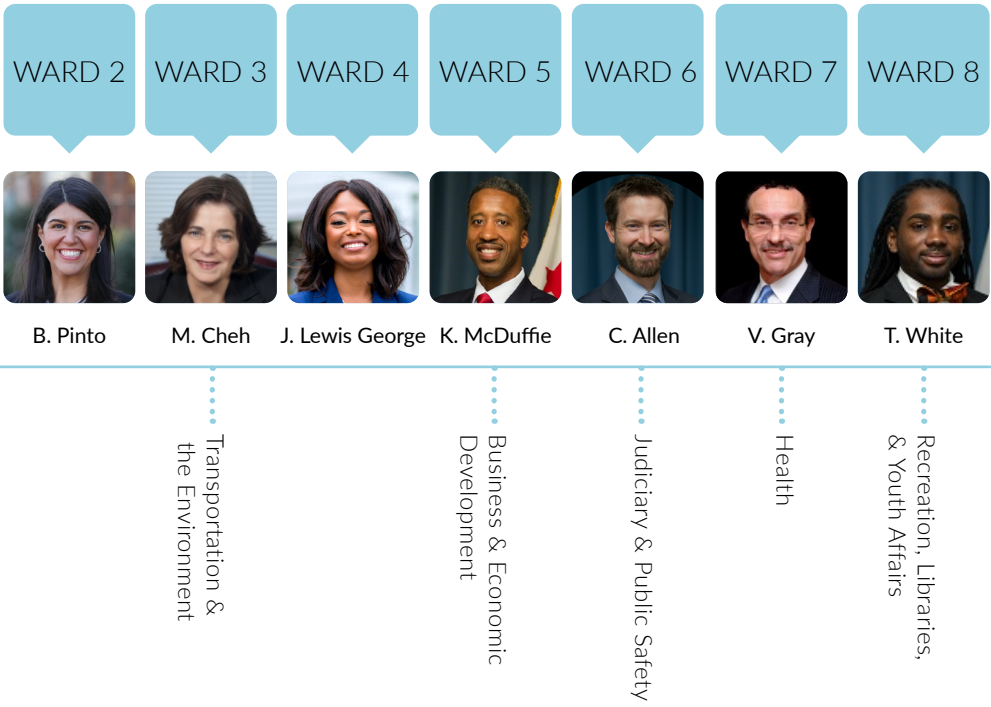 WARD 2
WARD 3
WARD 4
WARD 5
WARD 6
WARD 7
WARD 8
B. Pinto
M. Cheh
J. Lewis George
K. McDuffie
C. Allen
V. Gray
T. White
Transportation &
the Environment
Business & Economic
Development
Judiciary & Public Safety
Health
Recreation, Libraries,
& Youth Affairs